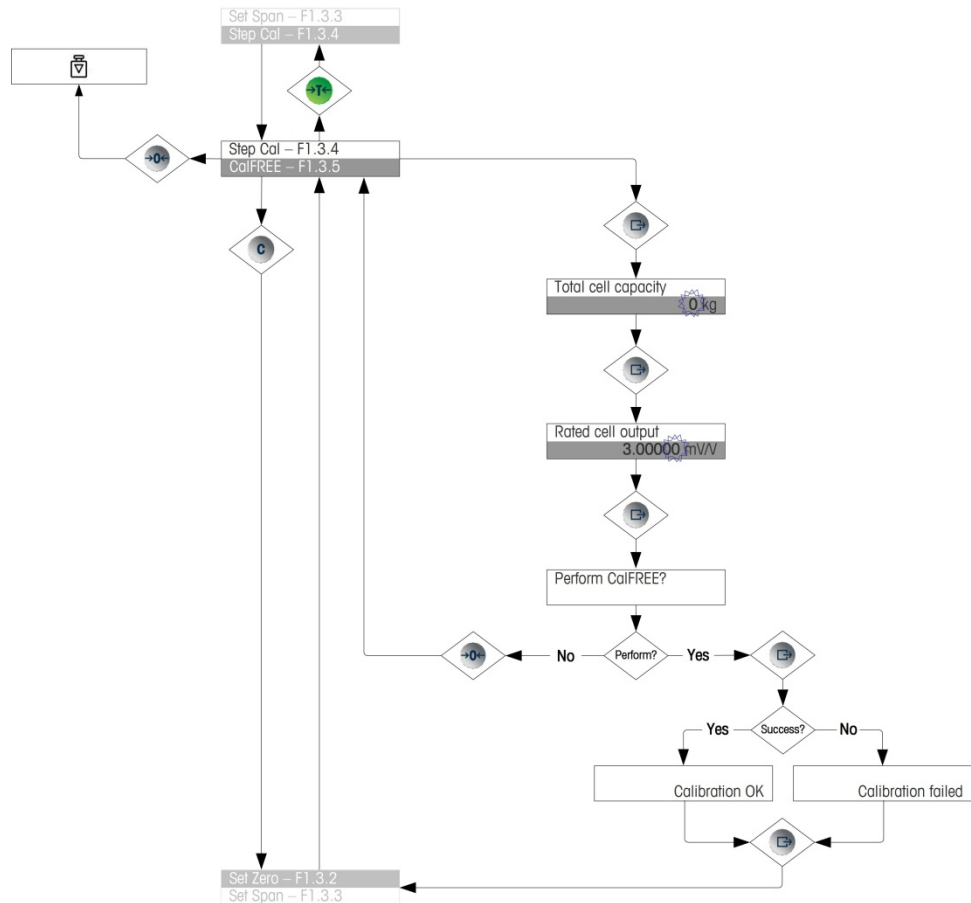 Set Span – F1.3.3
Step Cal – F1.3.4
→T←
Step Cal – F1.3.4
CalFREE – F1.3.5
→0←
C
Total cell capacity
0 kg
Rated cell output
3.00000 mV/V
Perform CalFREE?
→0←
No
Perform?
Yes
Yes
Success?
No
Calibration OK
Calibration failed
Set Zero – F1.3.2
Set Span – F1.3.3